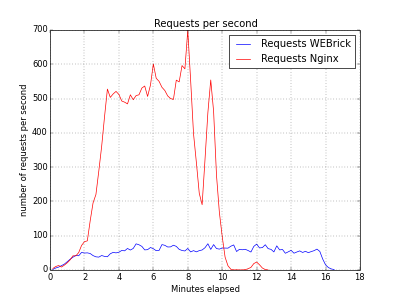 Requests per second
Requests WEBrick
Requests Nginx
number of requests per second
700
600
500
400
300
200
100
0
0 2 4 6 8 10 12 14 16 18
Minutes elapsed